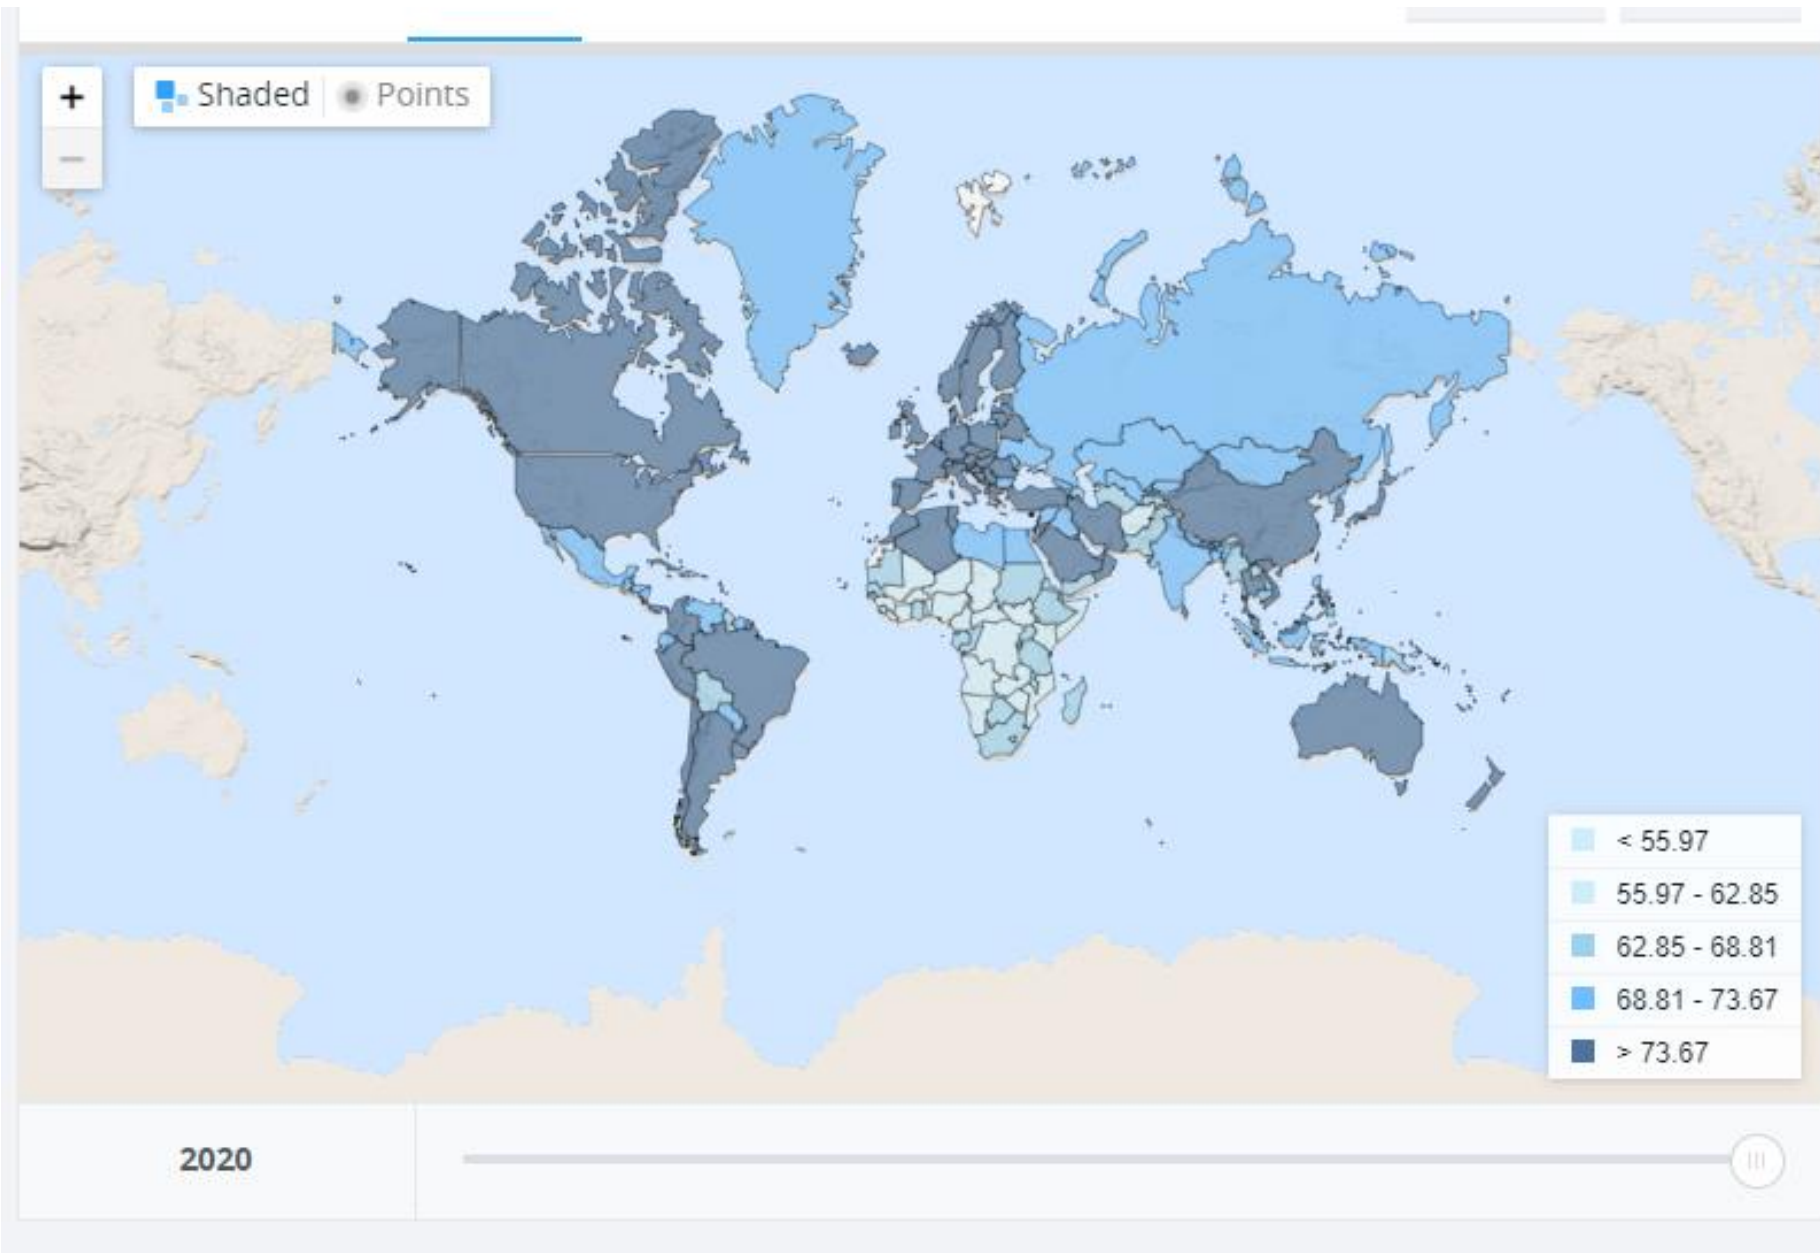 +
Shaded
Points
−
< 55.97
55.97 - 62.85
62.85 - 68.81
68.81 - 73.67
> 73.67
2020